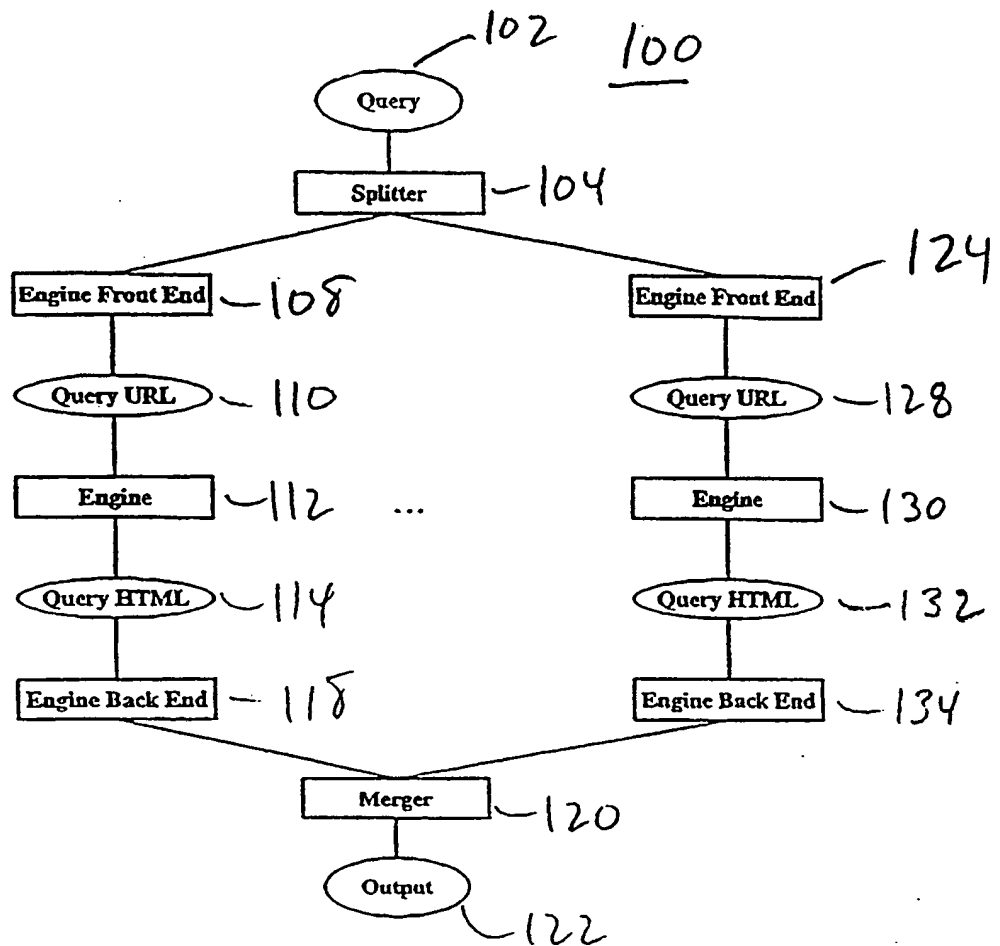 102
100
Query
Splitter
104
Engine Front End
108
Engine Front End
124
Query URL
110
Query URL
128
Engine
112
...
Engine
130
Query HTML
114
Query HTML
132
Engine Back End
118
Engine Back End
134
Merger
120
Output
122